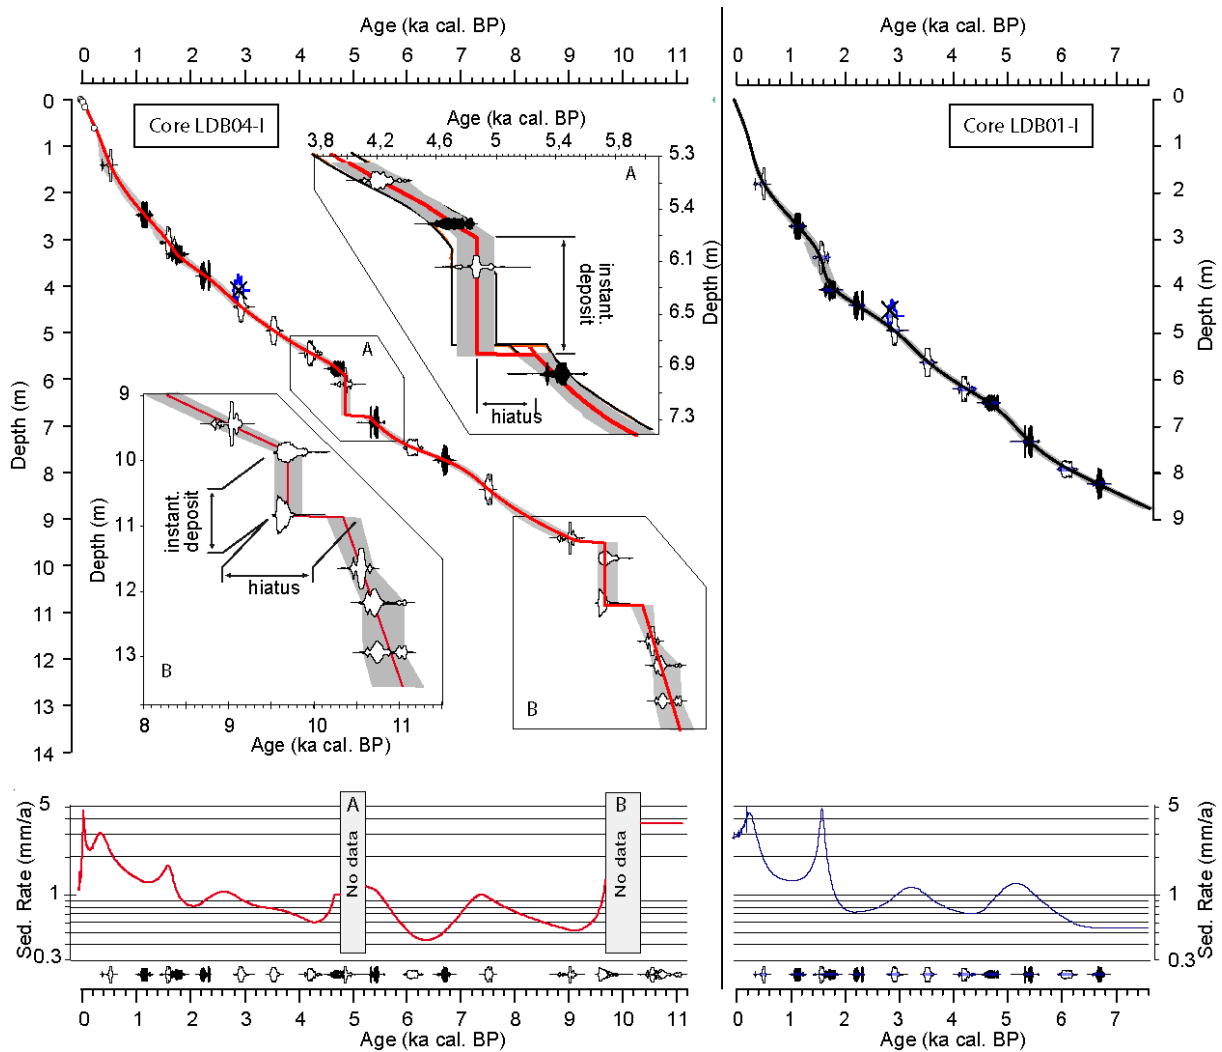 Age (ka cal. BP)
0 1 2 3 4 5 6 7 8 9 10 11
Age (ka cal. BP)
0 1 2 3 4 5 6 7
Core LDB04-I
Core LDB01-I
Depth (m)
0
1
2
3
4
5
6
7
8
9
10
11
12
13
14
Age (ka cal. BP)
3,8 4,2 4,6 5 5,4 5,8
A
5.3
5.4
6.1
6.5
6.9
7.3
Depth (m)
instant.
deposit
hiatus
A
9
10
11
12
13
Depth (m)
instant.
deposit
hiatus
B
8 9 10 11
Age (ka cal. BP)
B
0
1
2
3
4
5
6
7
8
9
Depth (m)
Sed. Rate (mm/a)
5
1
0.3
A
No data
B
No data
5
1
0.3
Sed. Rate (mm/a)
0 1 2 3 4 5 6 7 8 9 10 11
Age (ka cal. BP)
0 1 2 3 4 5 6 7
Age (ka cal. BP)